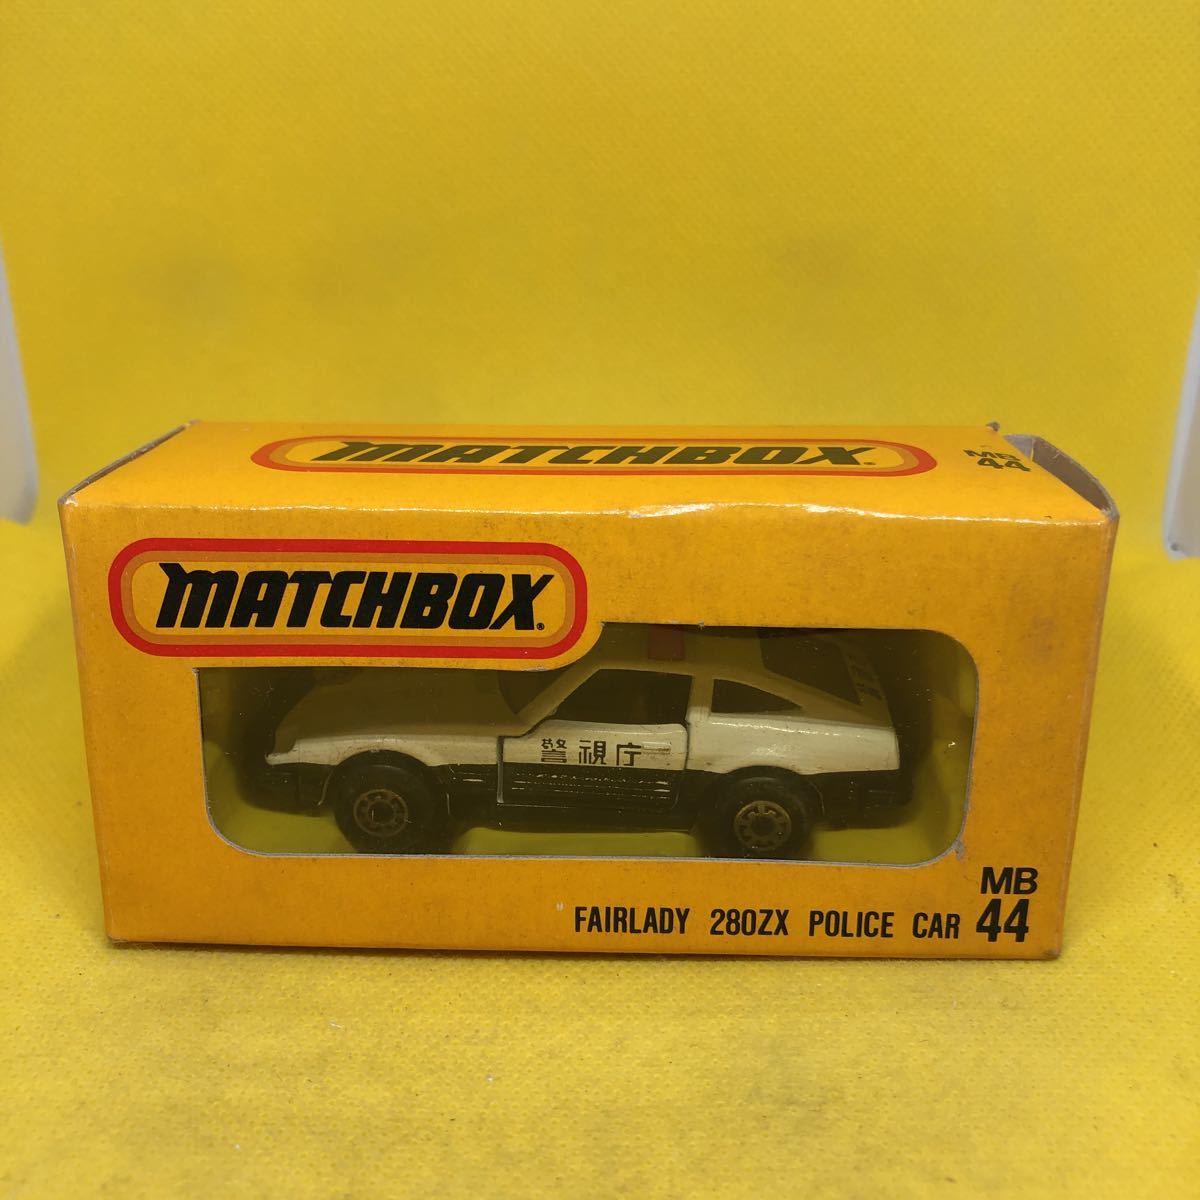 MATCHBOX.
MB
44
MATCHBOX.
警視庁
MB
FAIRLADY 280ZX POLICE CAR 44